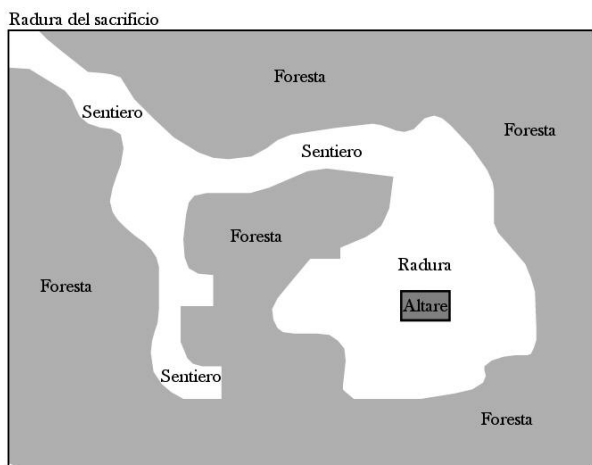 Radura del sacrificio
Foresta
Sentiero
Foresta
Sentiero
Foresta
Radura
Foresta
Altare
Sentiero
Foresta